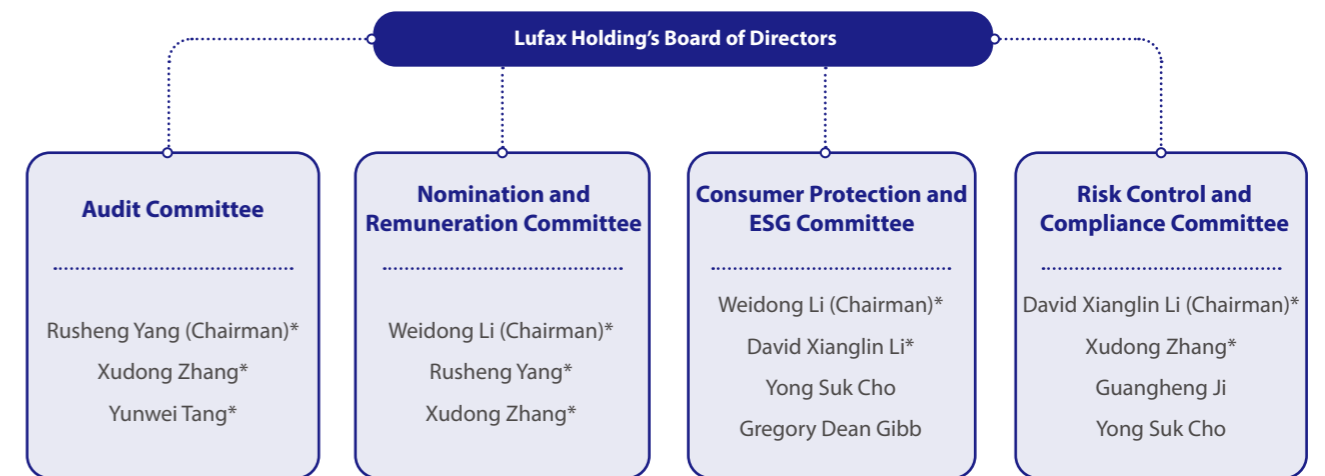 Lufax Holding's Board of Directors
Audit Committee
Rusheng Yang (Chairman)*
Xudong Zhang*
Yunwei Tang*
Nomination and
Remuneration Committee
Weidong Li (Chairman)*
Rusheng Yang*
Xudong Zhang*
Consumer Protection and
ESG Committee
Weidong Li (Chairman)*
David Xianglin Li*
Yong Suk Cho
Gregory Dean Gibb
Risk Control and
Compliance Committee
David Xianglin Li (Chairman)*
Xudong Zhang*
Guangheng Ji
Yong Suk Cho